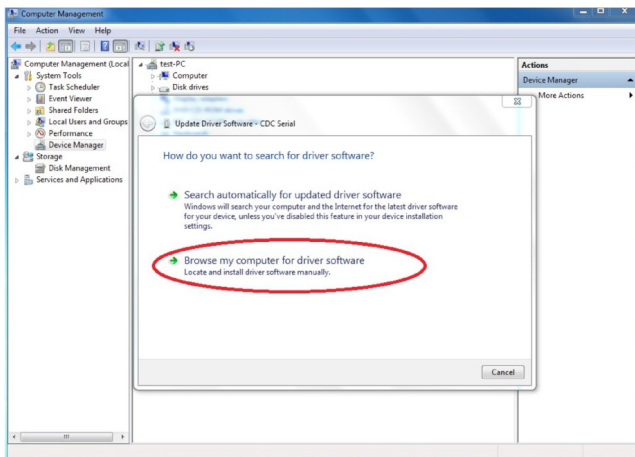 Computer Management
File Action View Help
Computer Management (Local
System Tools
Task Scheduler
Event Viewer
Shared Folders
Local Users and Groups
Performance
Device Manager
Storage
Disk Management
Services and Applications
test-PC
Computer
Disk drives
Actions
Device Manager
More Actions
Update Driver Software - CDC Serial
How do you want to search for driver software?
Search automatically for updated driver software
Windows will search your computer and the Internet for the latest driver software
for your device, unless you've disabled this feature in your device installation
settings.
Browse my computer for driver software
Locate and install driver software manually.
Cancel